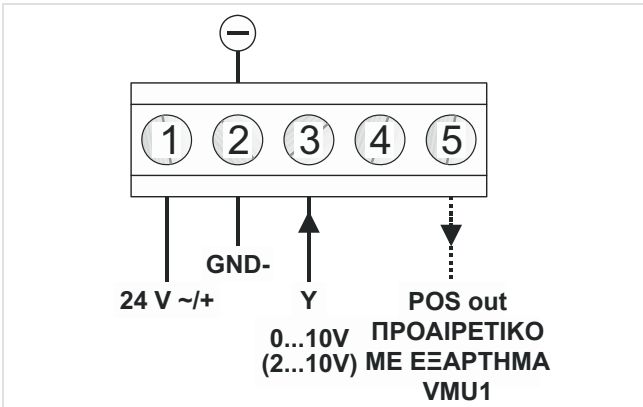 1 2 3 4 5
GND-
24 V ~/+ Y POS out
0...10V ΠΡΟΑΙΡΕΤΙΚΟ
(2...10V) ΜΕ ΕΞΑΡΤΗΜΑ
VMU1